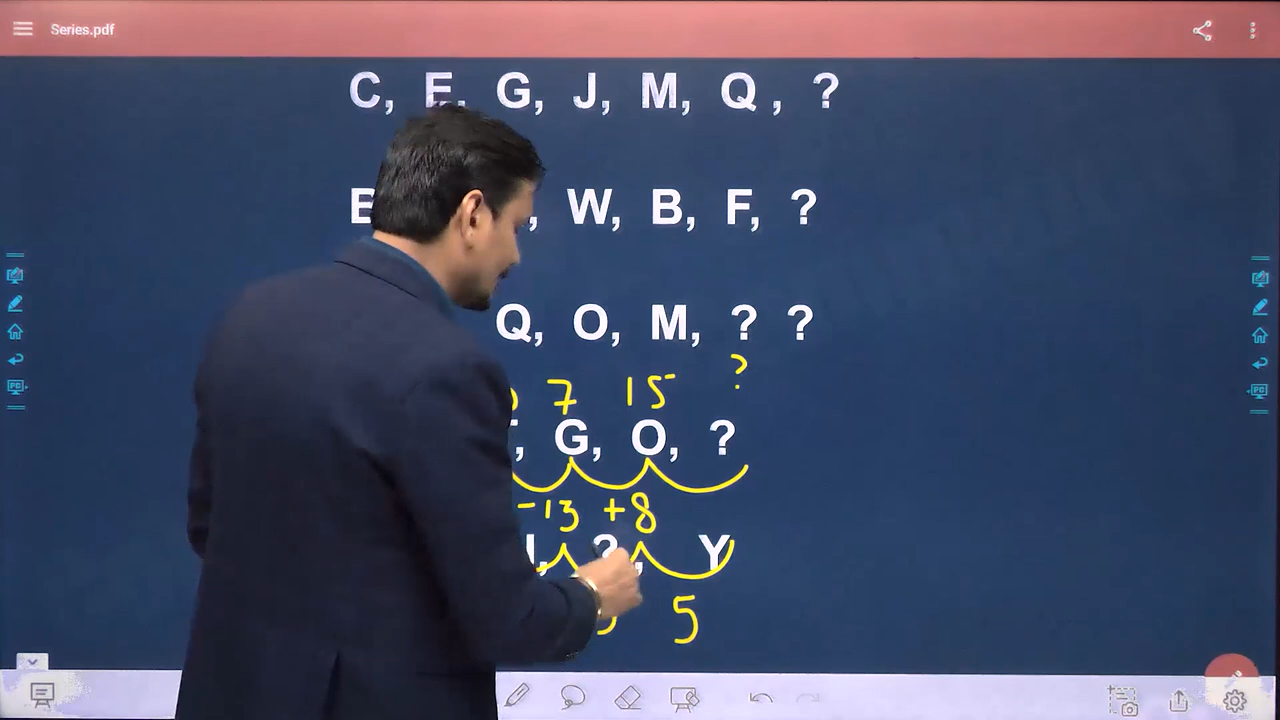 Series.pdf
C, E, G, J, M, Q , ?
W, B, F, ?
Q, O, M, ? ?
7 15 ?
G, O, ?
-13 +8
? , Y
5